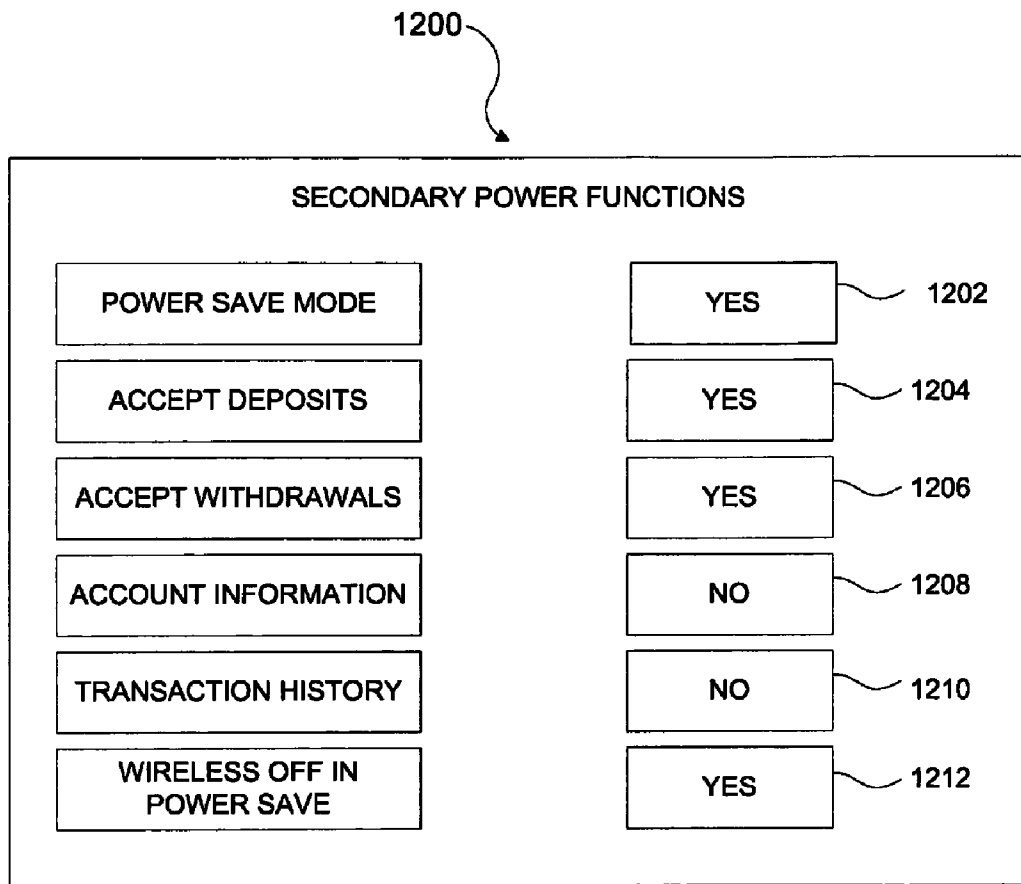 1200
SECONDARY POWER FUNCTIONS
POWER SAVE MODE YES 1202
ACCEPT DEPOSITS YES 1204
ACCEPT WITHDRAWALS YES 1206
ACCOUNT INFORMATION NO 1208
TRANSACTION HISTORY NO 1210
WIRELESS OFF IN
POWER SAVE YES 1212